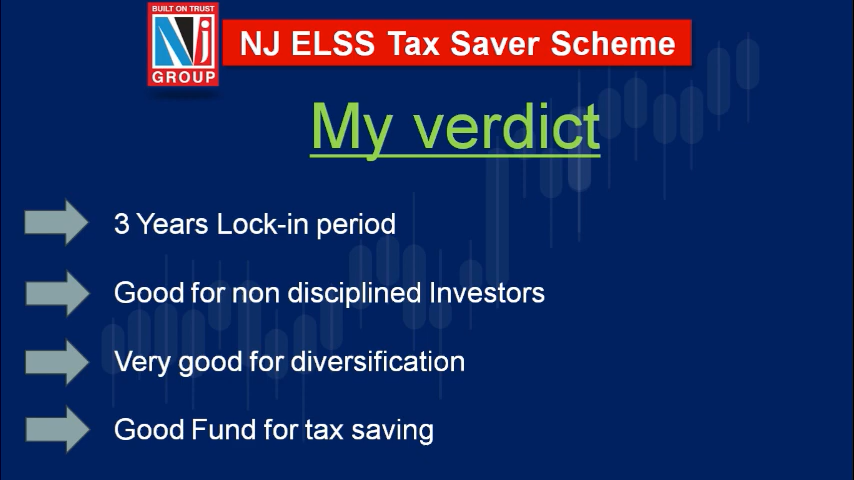 BUILT ON TRUST
NJ
GROUP
NJ ELSS Tax Saver Scheme
My verdict
3 Years Lock-in period
Good for non disciplined Investors
Very good for diversification
Good Fund for tax saving